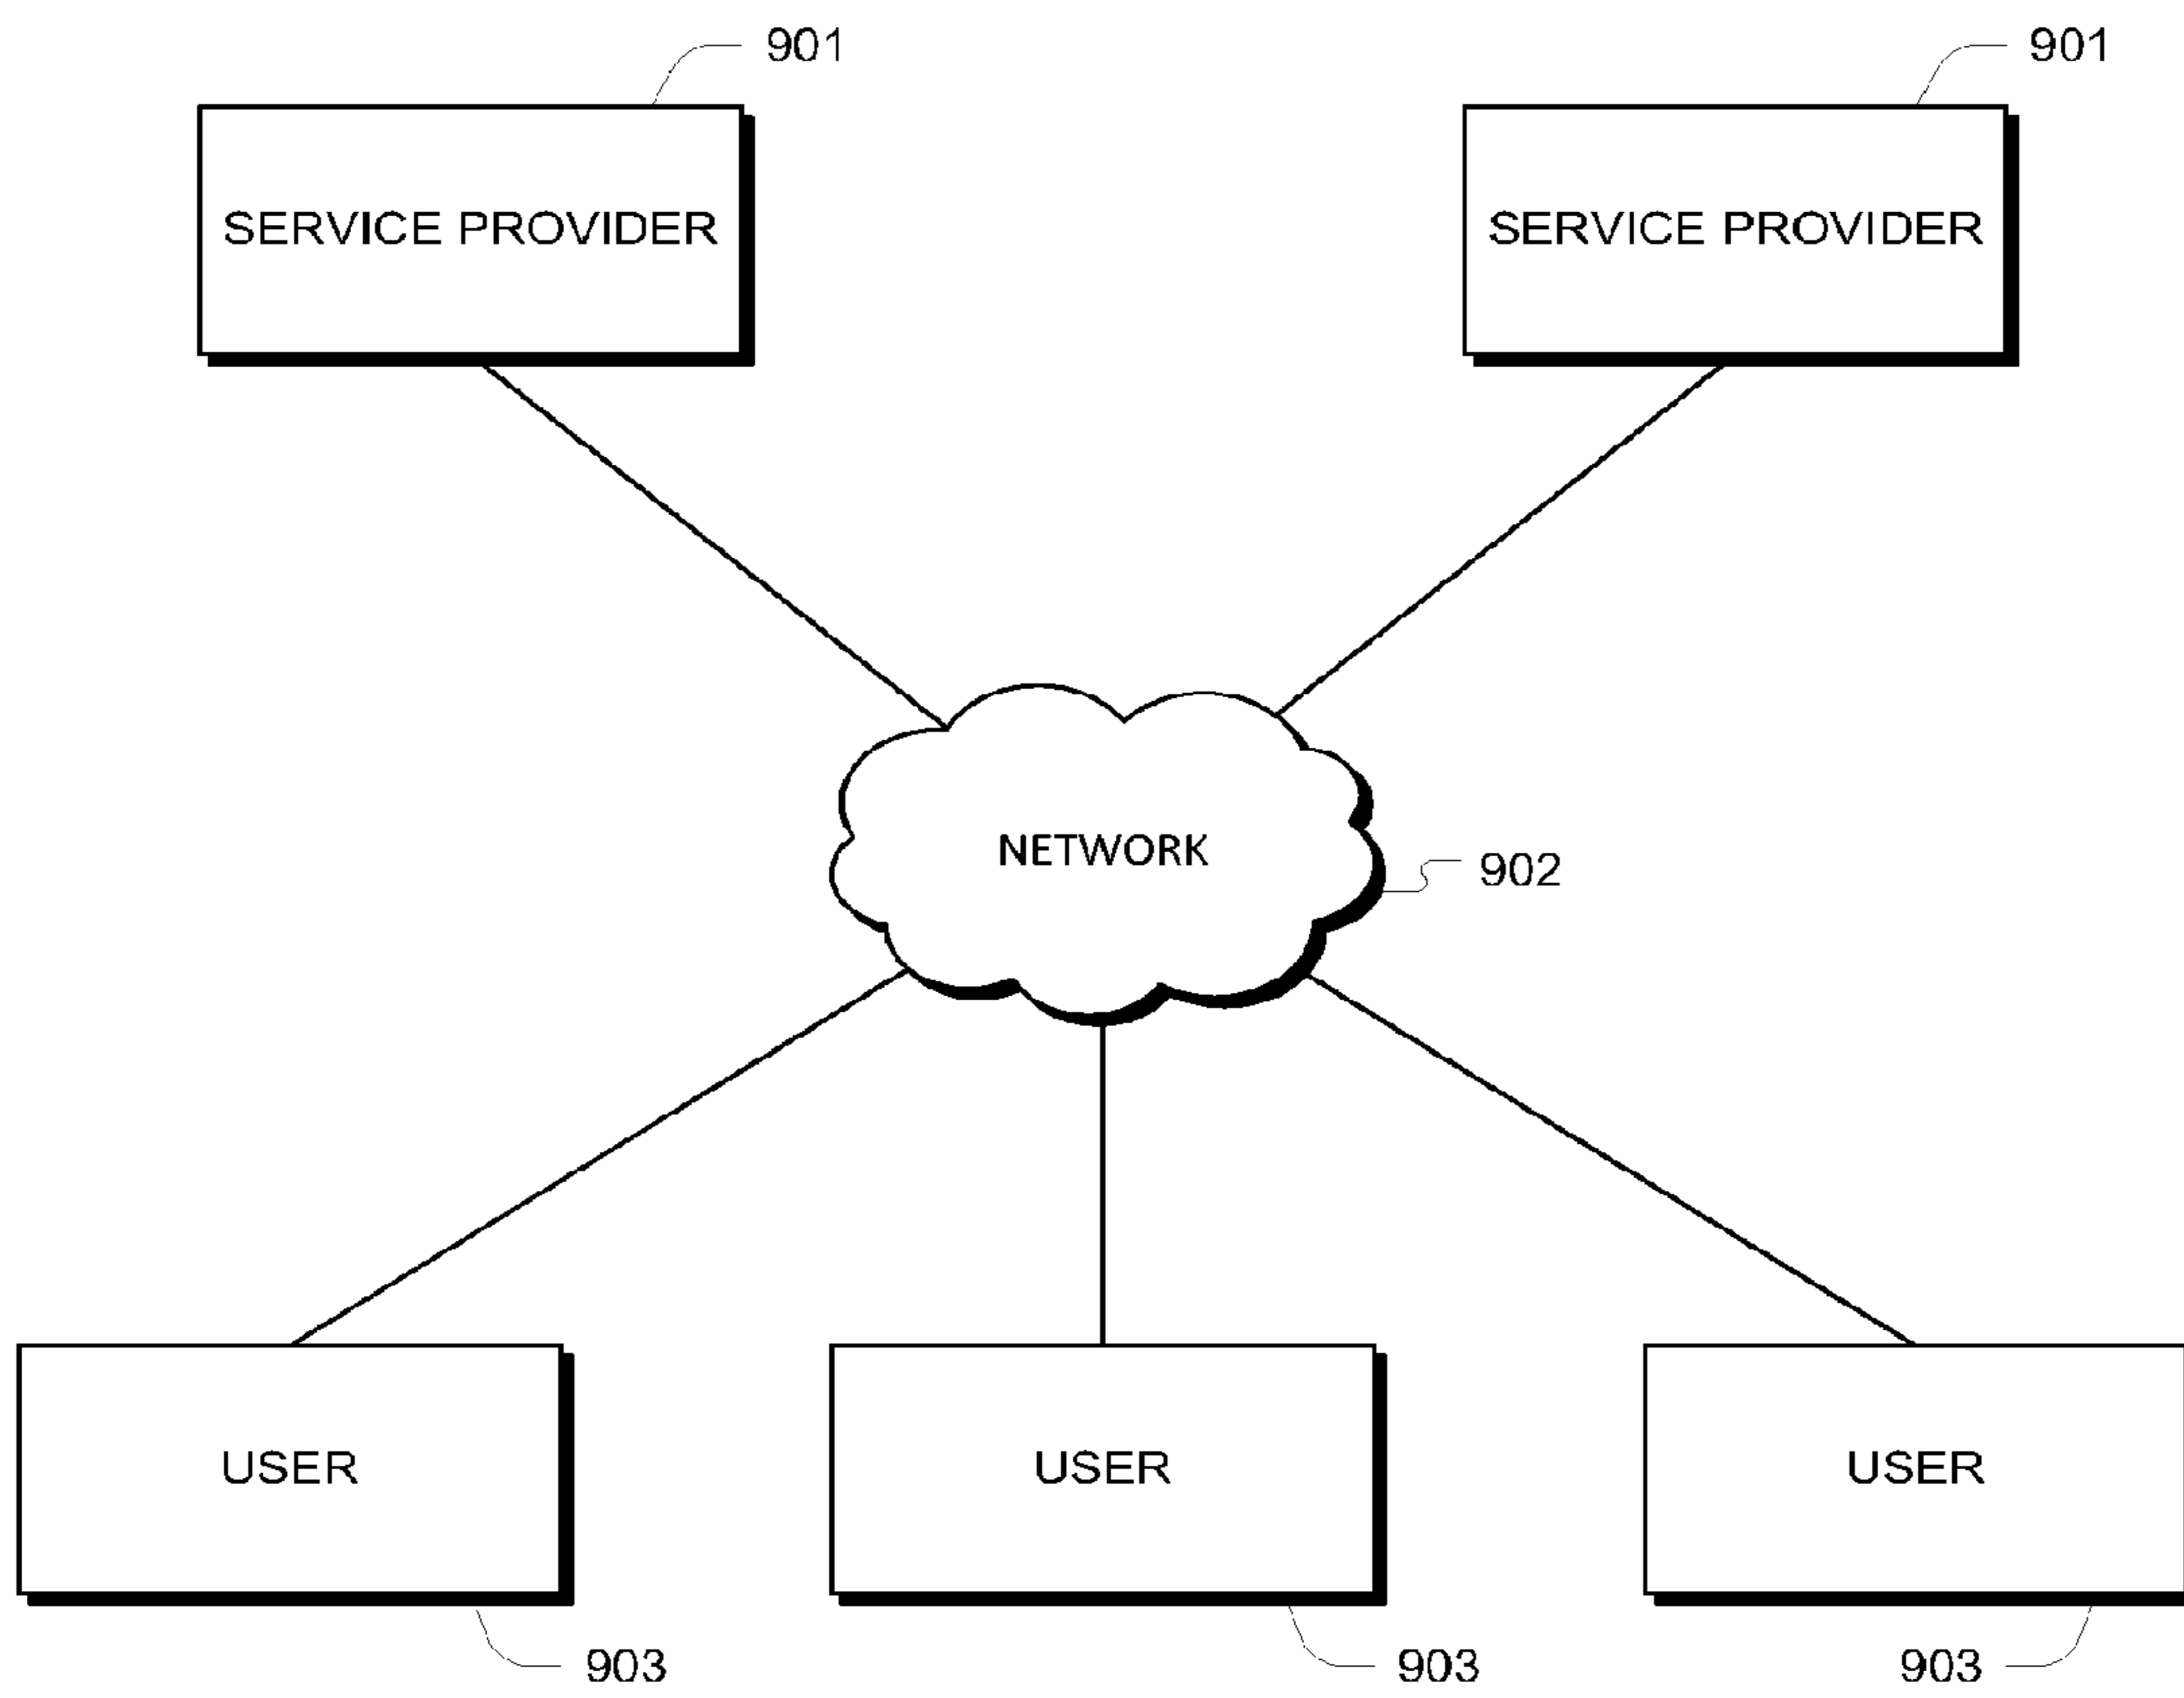 901
901
SERVICE PROVIDER
SERVICE PROVIDER
NETWORK
902
USER
USER
USER
903
903
903